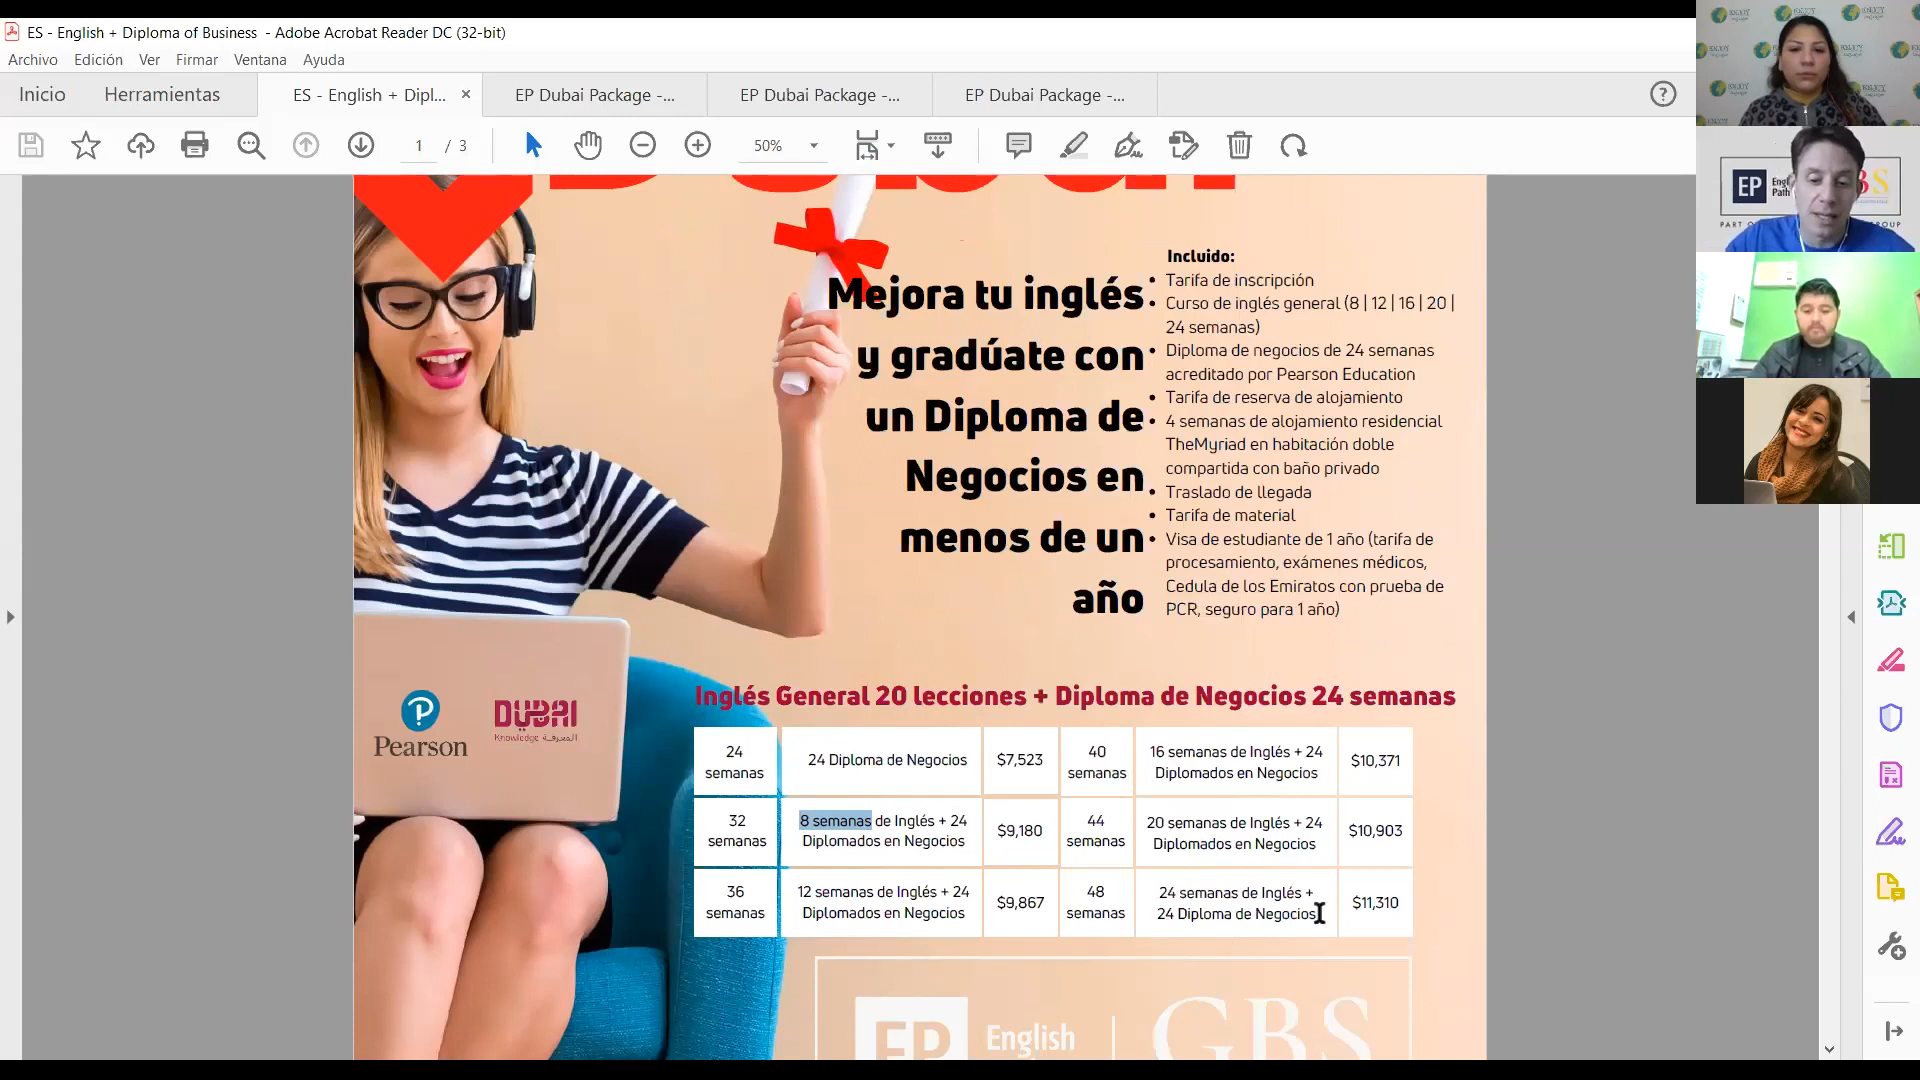 ES - English + Diploma of Business - Adobe Acrobat Reader DC (32-bit)
Archivo Edición Ver Firmar Ventana Ayuda
Inicio Herramientas ES - English + Dipl... × EP Dubai Package -... EP Dubai Package -... EP Dubai Package -...
1 / 3 50%
Mejora tu inglés
y gradúate con
un Diploma de
Negocios en
menos de un
año
Incluido:
• Tarifa de inscripción
• Curso de inglés general (8 | 12 | 16 | 20 |
24 semanas)
• Diploma de negocios de 24 semanas
acreditado por Pearson Education
• Tarifa de reserva de alojamiento
• 4 semanas de alojamiento residencial
TheMyriad en habitación doble
compartida con baño privado
• Traslado de llegada
• Tarifa de material
• Visa de estudiante de 1 año (tarifa de
procesamiento, exámenes médicos,
Cedula de los Emiratos con prueba de
PCR, seguro para 1 año)
Pearson
DUBAI
Knowledge المعرفة
Inglés General 20 lecciones + Diploma de Negocios 24 semanas
24
semanas
24 Diploma de Negocios
$7,523
40
semanas
16 semanas de Inglés + 24
Diplomados en Negocios
$10,371
32
semanas
8 semanas de Inglés + 24
Diplomados en Negocios
$9,180
44
semanas
20 semanas de Inglés + 24
Diplomados en Negocios
$10,903
36
semanas
12 semanas de Inglés + 24
Diplomados en Negocios
$9,867
48
semanas
24 semanas de Inglés +
24 Diploma de Negocios
$11,310
EP English
GBS
EP
Path